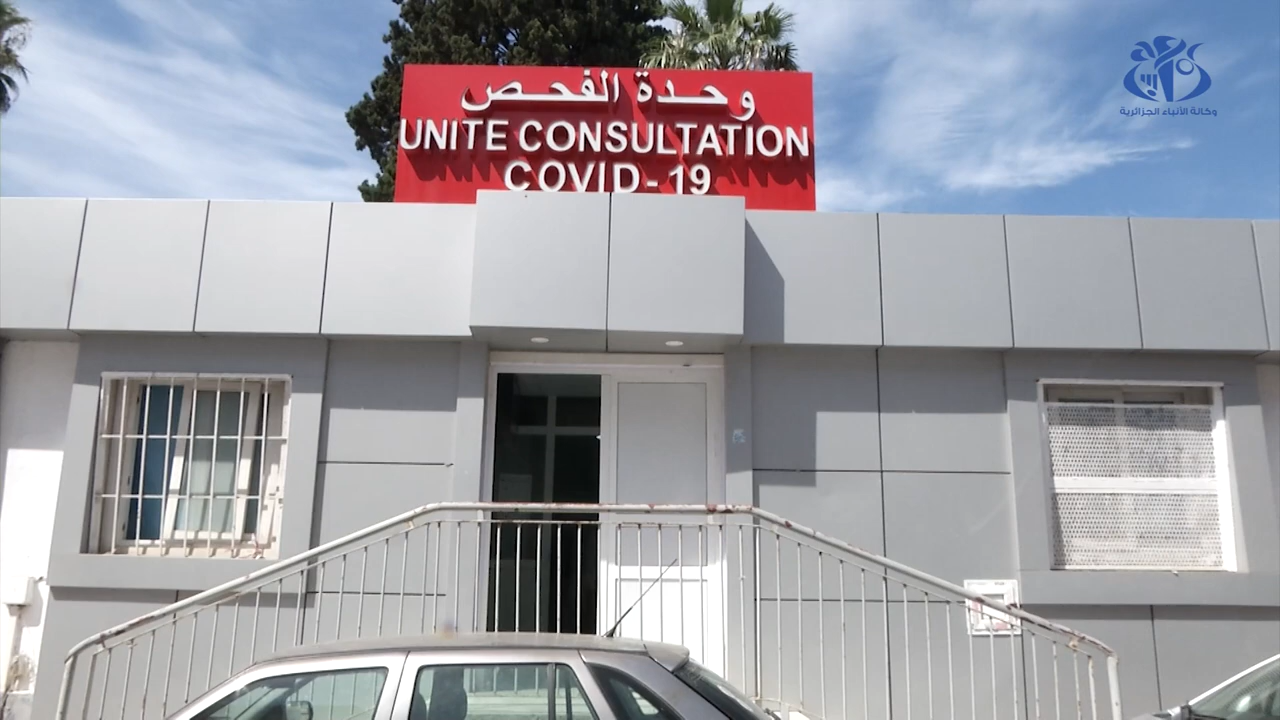 وحدة الفحص
UNITE CONSULTATION
COVID-19
وكالة الأنباء الجزائرية